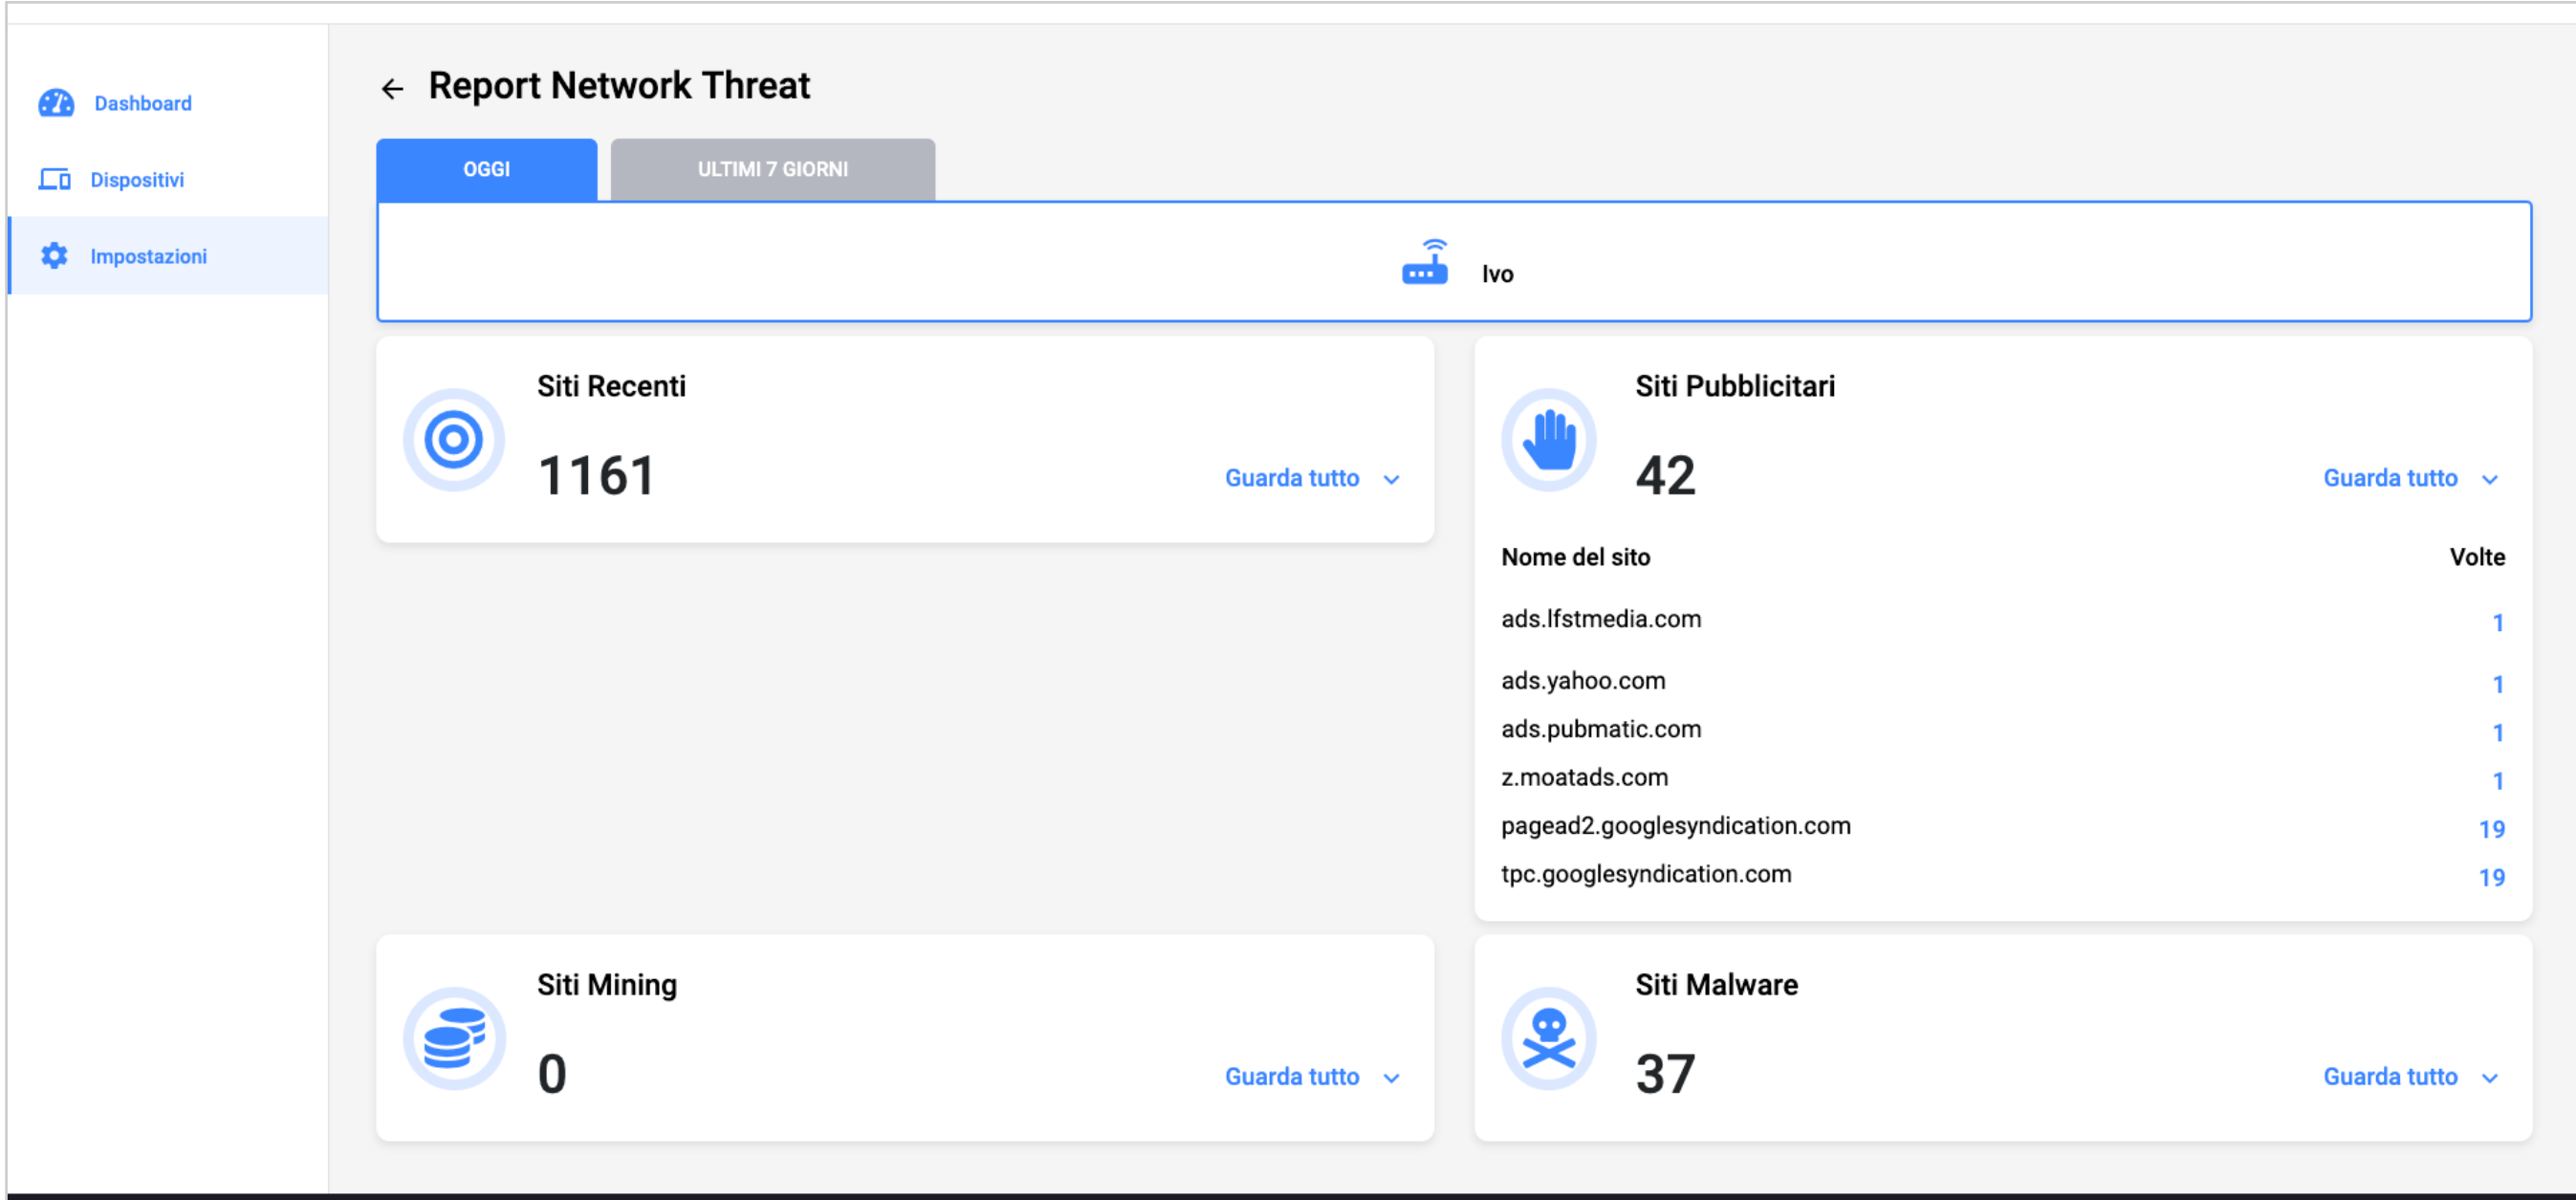 Dashboard
Dispositivi
Impostazioni
Report Network Threat
OGGI
ULTIMI 7 GIORNI
Ivo
Siti Recenti
1161
Guarda tutto
Siti Pubblicitari
42
Guarda tutto
Nome del sito Volte
ads.lfstmedia.com 1
ads.yahoo.com 1
ads.pubmatic.com 1
z.moatads.com 1
pagead2.googlesyndication.com 19
tpc.googlesyndication.com 19
Siti Mining
0
Guarda tutto
Siti Malware
37
Guarda tutto